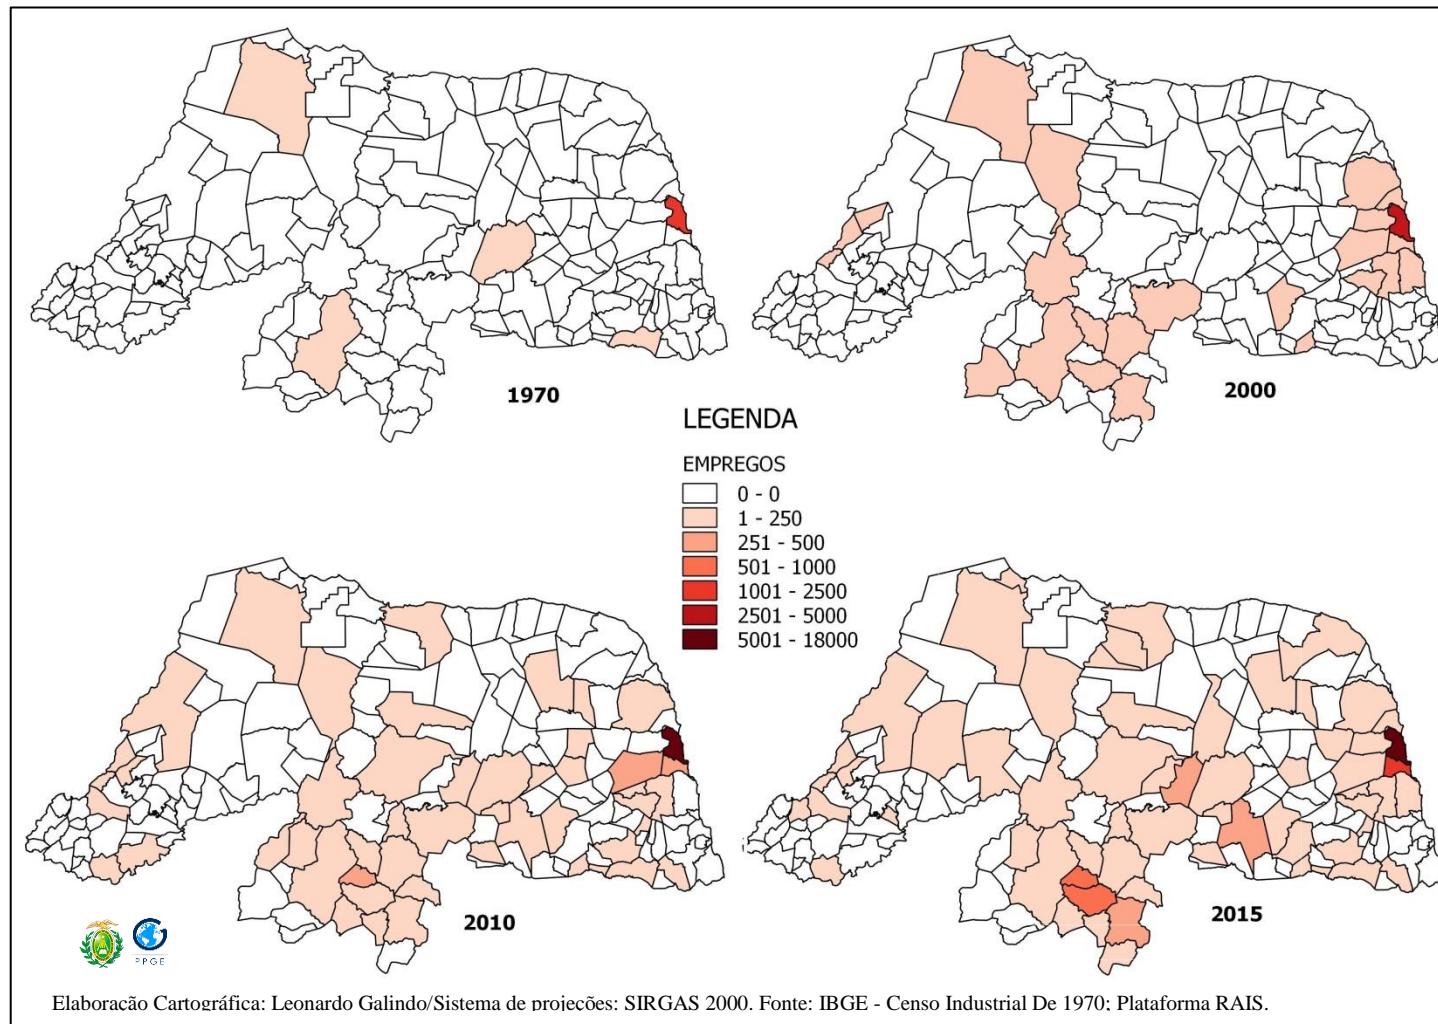 1970
2000
LEGENDA
EMPREGOS
0 - 0
1 - 250
251 - 500
501 - 1000
1001 - 2500
2501 - 5000
5001 - 18000
2010
2015
PPGE
Elaboração Cartográfica: Leonardo Galindo/Sistema de projeções: SIRGAS 2000. Fonte: IBGE - Censo Industrial De 1970; Plataforma RAIS.